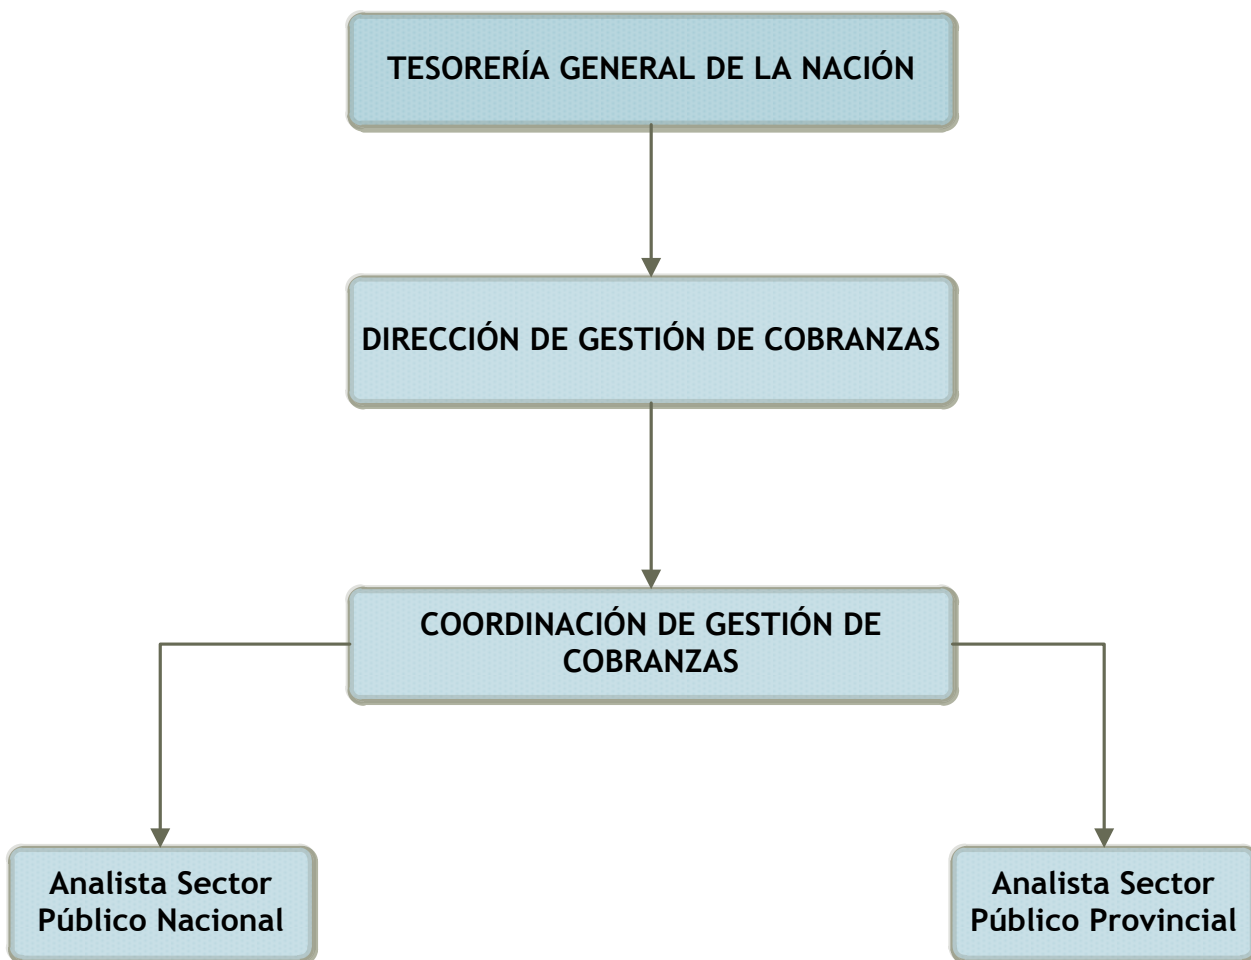 TESORERÍA GENERAL DE LA NACIÓN
DIRECCIÓN DE GESTIÓN DE COBRANZAS
COORDINACIÓN DE GESTIÓN DE
COBRANZAS
Analista Sector
Público Nacional
Analista Sector
Público Provincial